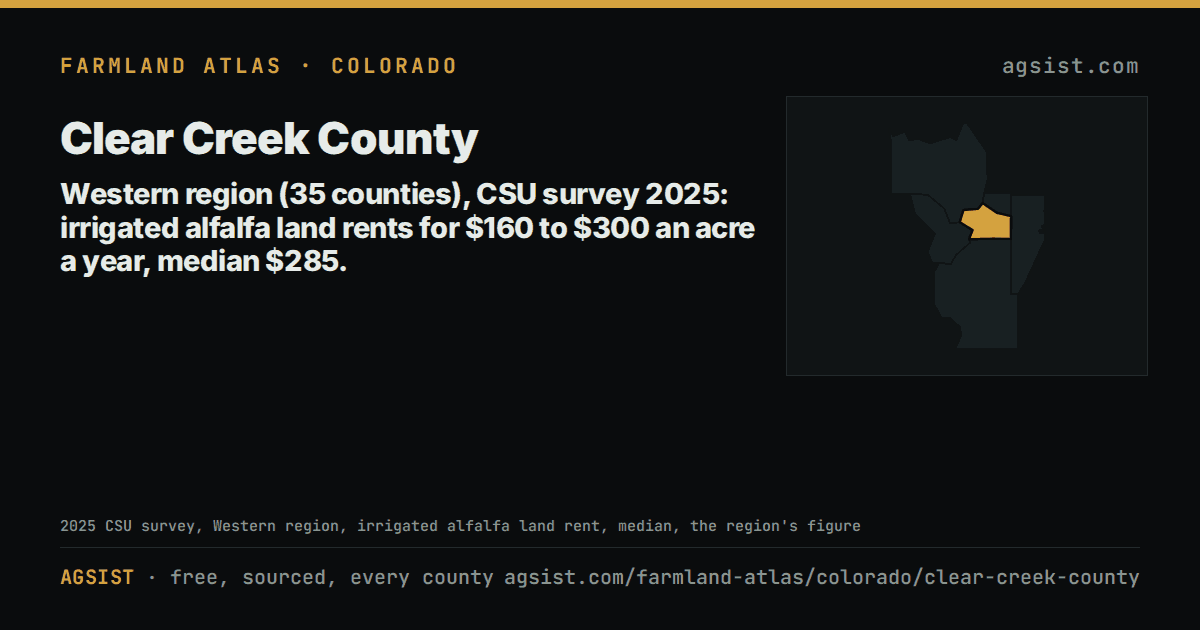 FARMLAND ATLAS · COLORADO
agsist.com
Clear Creek County
Western region (35 counties), CSU survey 2025:
irrigated alfalfa land rents for $160 to $300 an acre
a year, median $285.
2025 CSU survey, Western region, irrigated alfalfa land rent, median, the region's figure
AGSIST · free, sourced, every county agsist.com/farmland-atlas/colorado/clear-creek-county